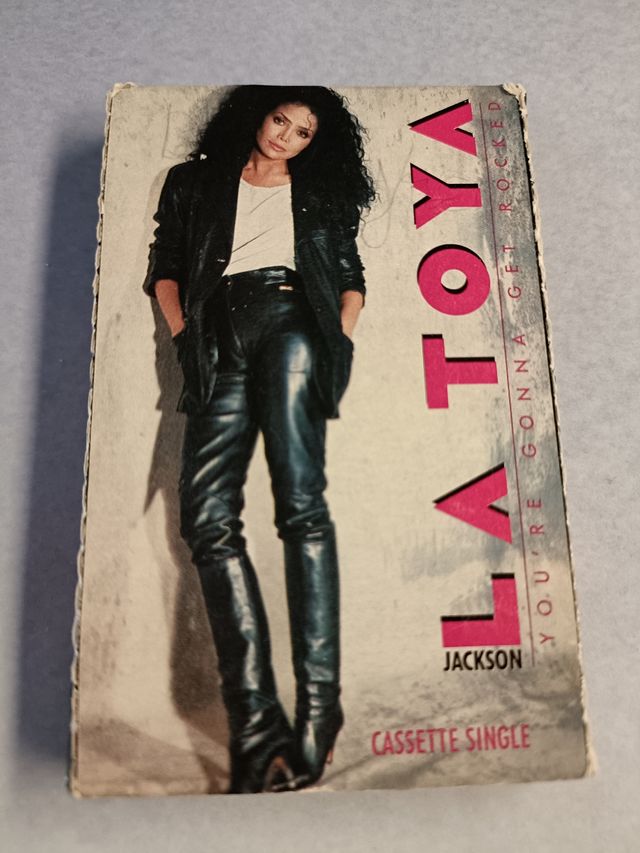 LA TOYA
JACKSON
YOU'RE GONNA GET ROCKED
CASSETTE SINGLE